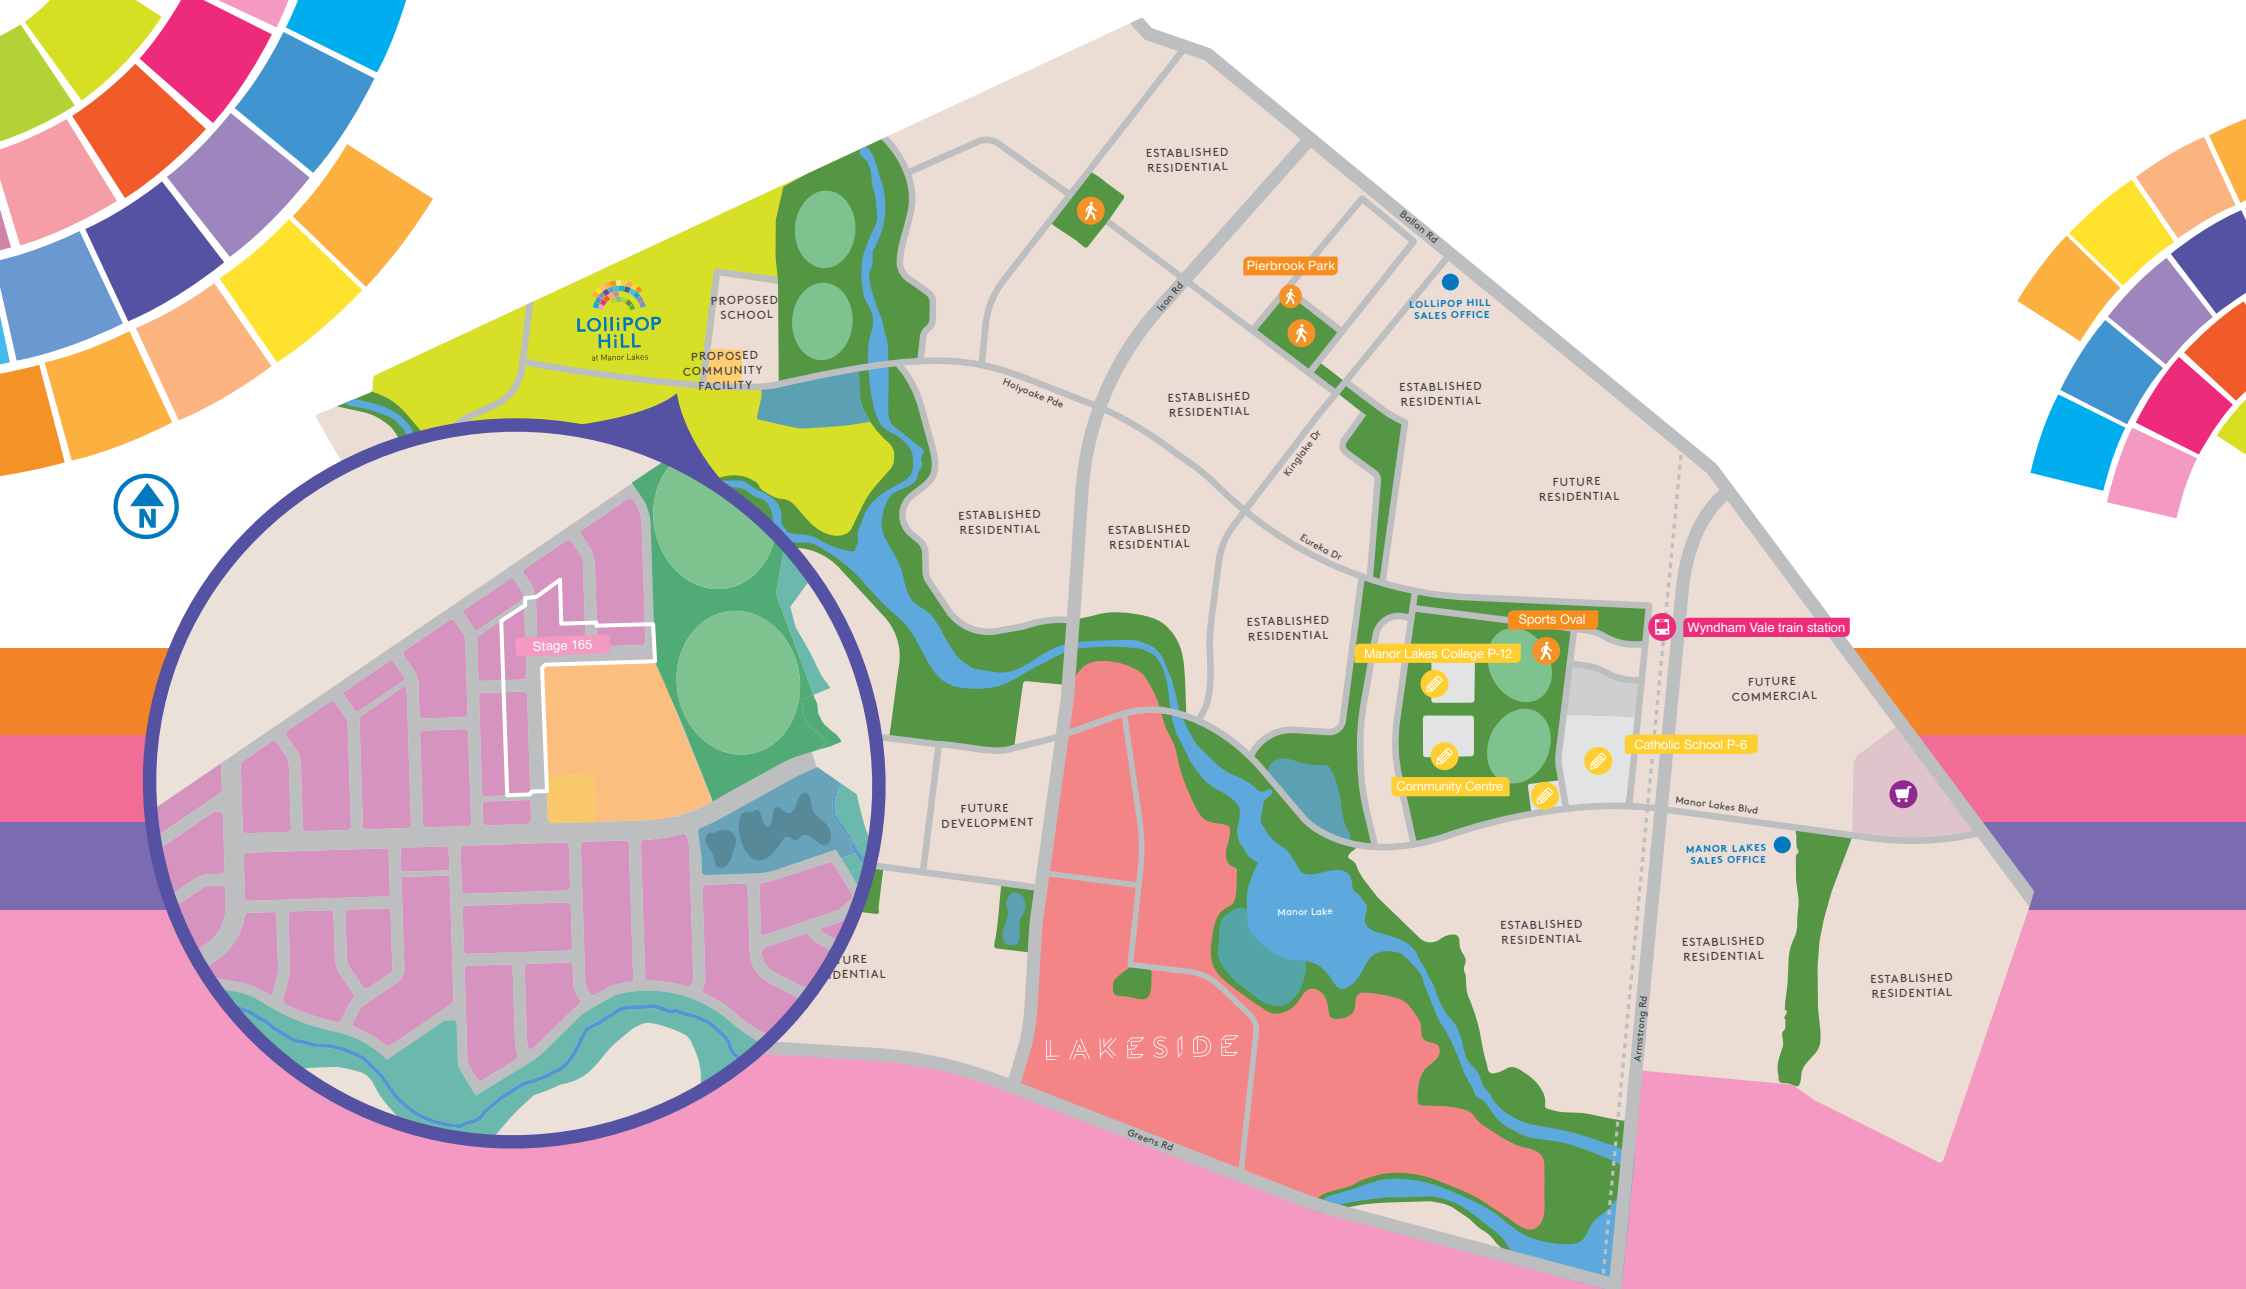 ESTABLISHED
RESIDENTIAL
Ballan Rd
Pierbrook Park
LOLLiPOP HILL
SALES OFFICE
Ison Rd
PROPOSED
SCHOOL
LOLLiPOP
HiLL
at Manor Lakes
PROPOSED
COMMUNITY
FACILITY
Holyoake Pde
ESTABLISHED
RESIDENTIAL
ESTABLISHED
RESIDENTIAL
Kinglake Dr
FUTURE
RESIDENTIAL
N
ESTABLISHED
RESIDENTIAL
ESTABLISHED
RESIDENTIAL
Eureka Dr
ESTABLISHED
RESIDENTIAL
Sports Oval
Wyndham Vale train station
Stage 165
Manor Lakes College P-12
FUTURE
COMMERCIAL
Catholic School P-6
Community Centre
Manor Lakes Blvd
FUTURE
DEVELOPMENT
MANOR LAKES
SALES OFFICE
Manor Lake
ESTABLISHED
RESIDENTIAL
ESTABLISHED
RESIDENTIAL
URE
DENTIAL
ESTABLISHED
RESIDENTIAL
Armstrong Rd
LAKESIDE
Greens Rd